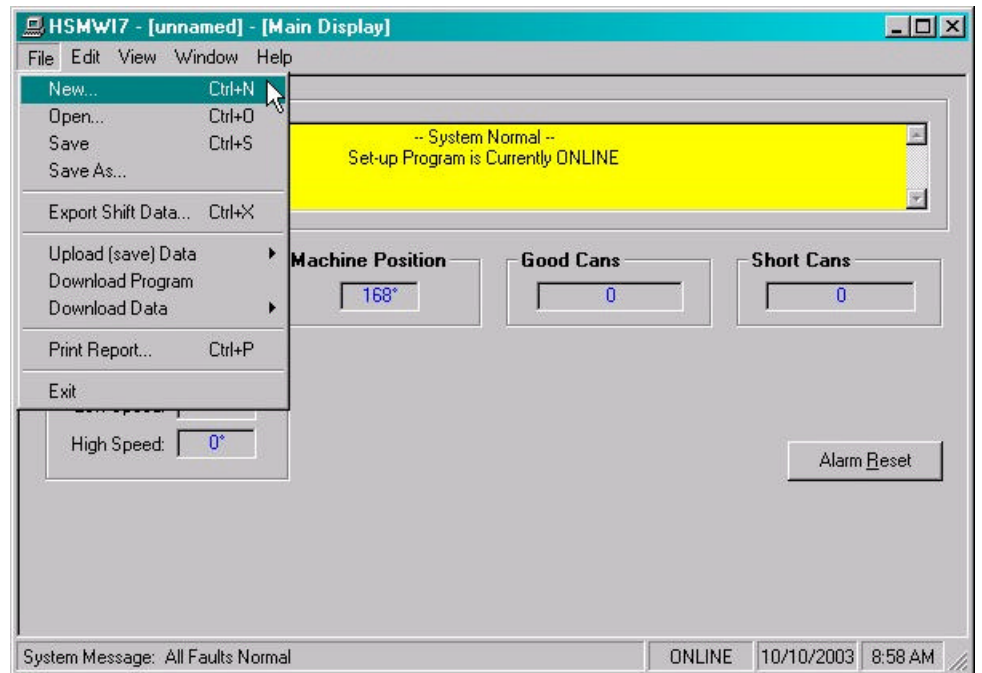 HSMWI7 - [unnamed] - [Main Display]
File Edit View Window Help
New... Ctrl+N
Open... Ctrl+O
Save Ctrl+S
Save As...
Export Shift Data... Ctrl+X
Upload (save) Data
Download Program
Download Data
Print Report... Ctrl+P
Exit
-- System Normal --
Set-up Program is Currently ONLINE
Machine Position Good Cans Short Cans
168° 0 0
High Speed: 0°
Alarm Reset
System Message: All Faults Normal ONLINE 10/10/2003 8:58 AM